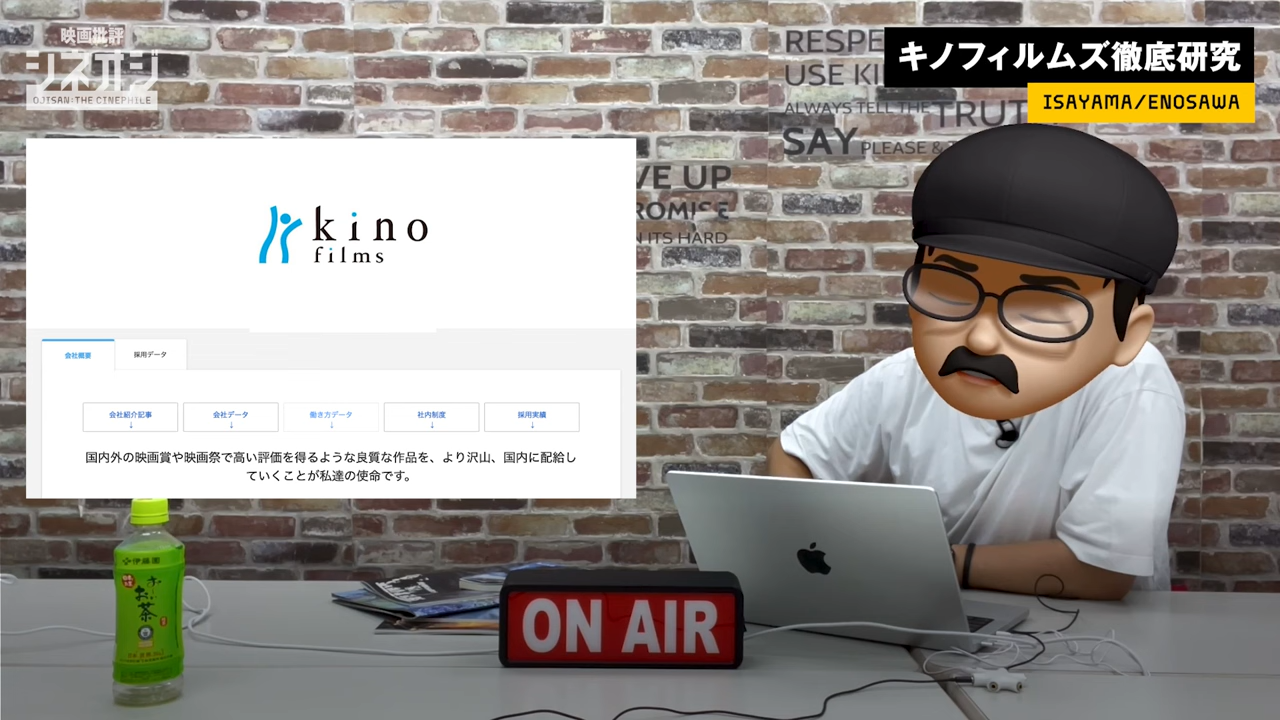 映画批評
シネオジ
OJISAN:THE CINEPHILE
キノフィルムズ徹底研究
ISAYAMA/ENOSAWA
RESPE
USE KI
ALWAYS TELL THE TRUT
SAY PLEASE &
VE UP
ROMISE
ITS HARD
kino
films
会社概要
採用データ
会社紹介記事
↓
会社データ
↓
働き方データ
↓
社内制度
↓
採用実績
↓
国内外の映画賞や映画祭で高い評価を得るような良質な作品を、より沢山、国内に配給し
ていくことが私達の使命です。
伊藤園
お〜いお茶
ON AIR